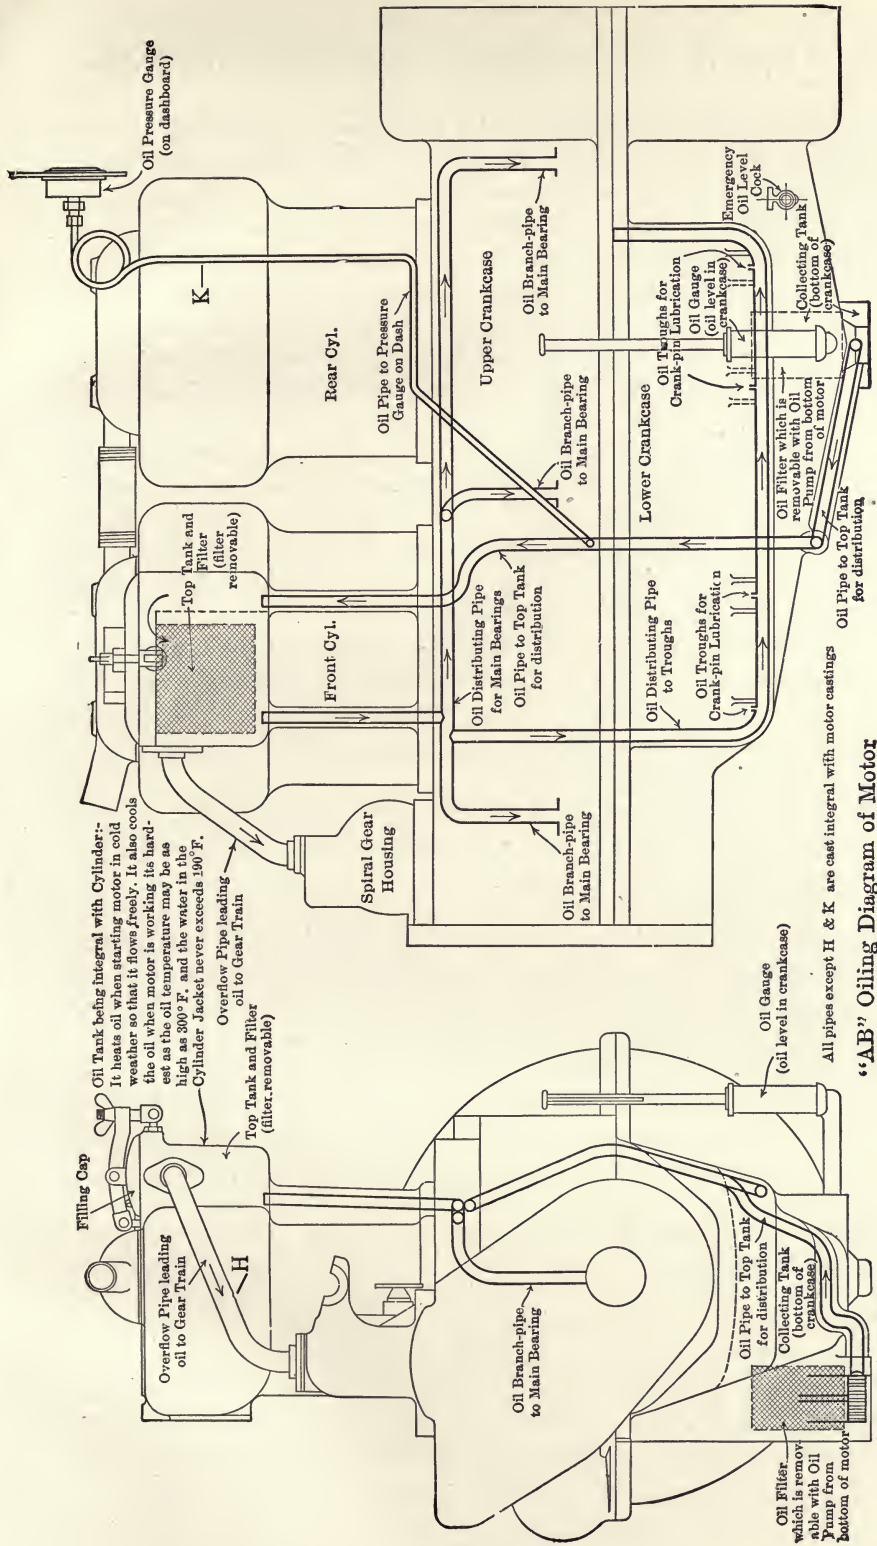 Oil Tank being integral with Cylinder:-
It heats oil when starting motor in cold
weather so that it flows freely. It also cools
the oil when motor is working its hard-
est as the oil temperature may be as
high as 300° F. and the water in the
Cylinder Jacket never exceeds 190°F.
Filling Cap
Overflow Pipe leading
oil to Gear Train
H
Top Tank and Filter
(filter removable)
Oil Branch-pipe
to Main Bearing
Oil Pipe to Top Tank
for distribution
Collecting Tank
(bottom of
crankcase)
Oil Filter
which is remov-
able with Oil
Pump from
bottom of motor
Oil Gauge
(oil level in crankcase)
Overflow Pipe leading
oil to Gear Train
Spiral Gear
Housing
Top Tank and
Filter
(filter
removable)
Front Cyl.
Rear Cyl.
K
Oil Pressure Gauge
(on dashboard)
Oil Pipe to Pressure
Gauge on Dash
Upper Crankcase
Oil Branch-pipe
to Main Bearing
Oil Branch-pipe
to Main Bearing
Oil Branch-pipe
to Main Bearing
Oil Distributing Pipe
for Main Bearings
Oil Pipe to Top Tank
for distribution
Lower Crankcase
Oil Distributing Pipe
to Troughs
Oil Troughs for
Crank-pin Lubrication
Oil Troughs for
Crank-pin Lubrication
Oil Gauge
(oil level in
crankcase)
Emergency
Oil Level
Cock
Collecting Tank
(bottom of
crankcase)
Oil Filter which is
removable with Oil
Pump from bottom
of motor
Oil Pipe to Top Tank
for distribution
All pipes except H & K are cast integral with motor castings
"AB" Oiling Diagram of Motor